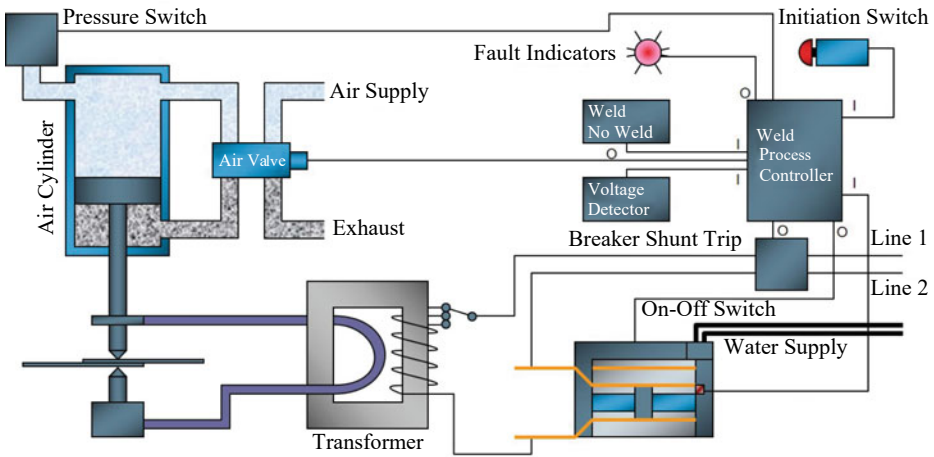 Pressure Switch
Initiation Switch
Fault Indicators
Air Supply
Weld
No Weld
O
I
O
I
Weld
Process
Controller
Air Cylinder
Air Valve
I
I
Voltage
Detector
Exhaust
Breaker Shunt Trip
O
O
Line 1
Line 2
On-Off Switch
Water Supply
Transformer